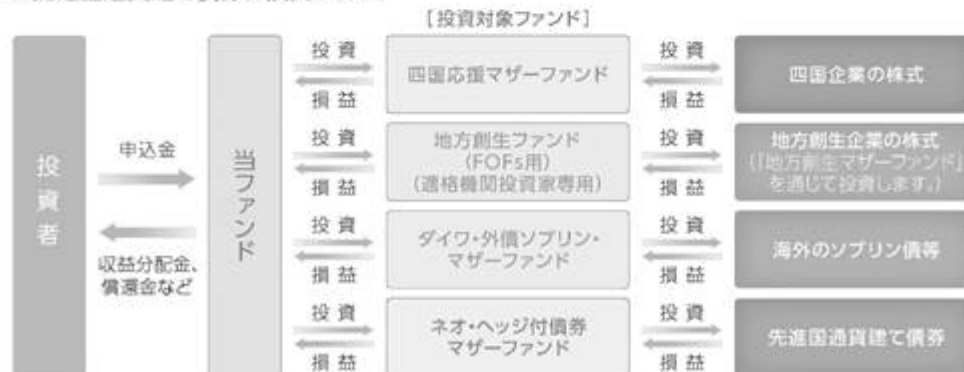 [投資対象ファンド]
投資者
申込金
収益分配金、
償還金など
当ファンド
投資
損益
四国応援マザーファンド
投資
損益
四国企業の株式
投資
損益
地方創生ファンド
(FOFs用)
(適格機関投資家専用)
投資
損益
地方創生企業の株式
(「地方創生マザーファンド」
を通じて投資します。)
投資
損益
ダイワ・外債ソブリン・
マザーファンド
投資
損益
海外のソブリン債等
投資
損益
ネオ・ヘッジ付債券
マザーファンド
投資
損益
先進国通貨建て債券